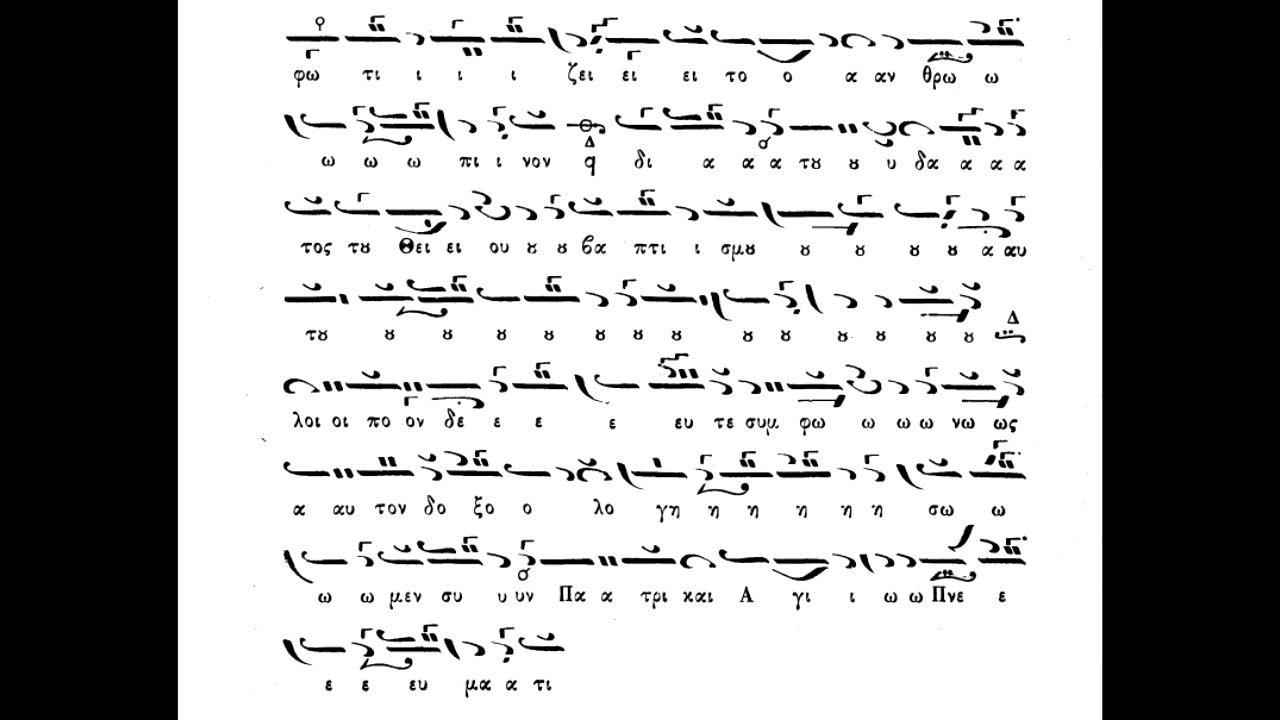 φω τι ι ι ι ζει ει ει το ο α αν θρω ω
ω ω ω πι ι νον Δ q δι α α α τȣ ȣ υ δα α α α
τος τȣ Θει ει ου ȣ ȣ βα πτι ι σμȣ ȣ ȣ ȣ ȣ α αυ
τȣ ȣ ȣ ȣ ȣ ȣ ȣ ȣ ȣ ȣ ȣ ȣ ȣ ȣ Δ
λοι οι πο ον δε ε ε ε ευ τε συμ φω ω ω ω νω ως
α αυ τον δο ξο ο λο γη η η η η η σω ω
ω ω μεν συ υ υν Πα α τρι και Α γι ι ω ω Πνε ε
ε ε ευ μα α τι